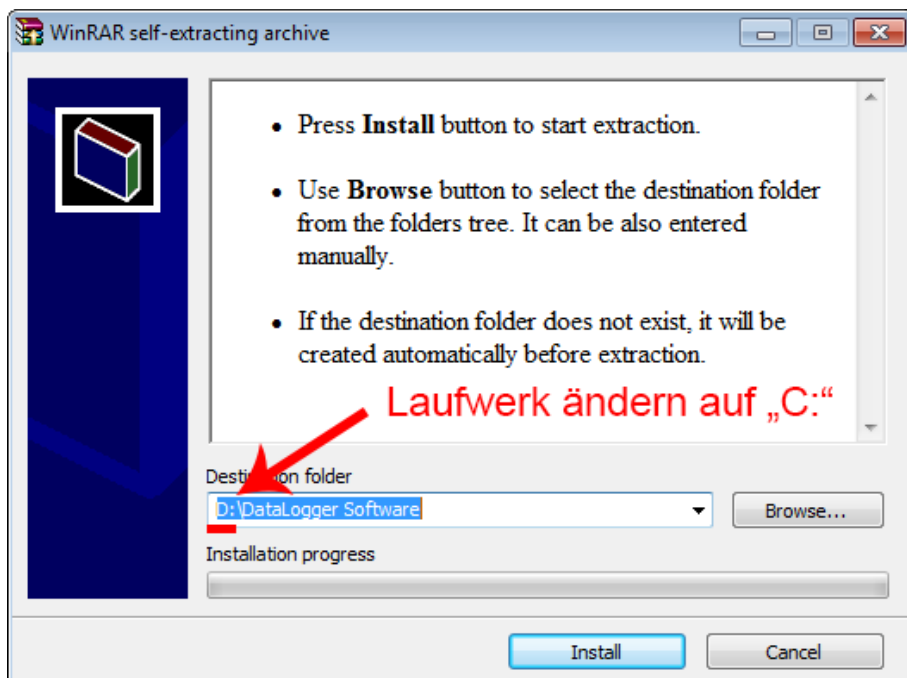 WinRAR self-extracting archive
• Press Install button to start extraction.
• Use Browse button to select the destination folder
from the folders tree. It can be also entered
manually.
• If the destination folder does not exist, it will be
created automatically before extraction.
Laufwerk ändern auf „C:“
Destination folder
D:\DataLogger Software
Browse...
Installation progress
Install
Cancel